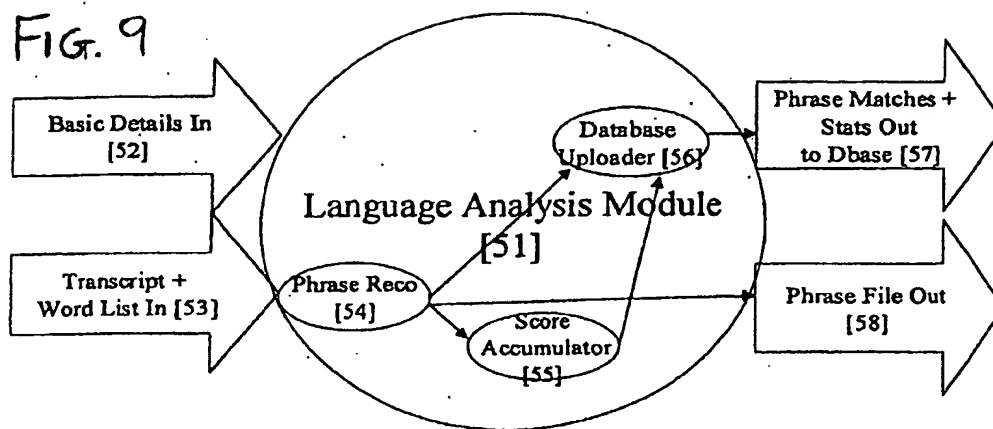 FIG. 9
Basic Details In
[52]
Transcript +
Word List In [53]
Language Analysis Module
[51]
Phrase Reco
[54]
Score
Accumulator
[55]
Database
Uploader [56]
Phrase Matches +
Stats Out
to Dbase [57]
Phrase File Out
[58]